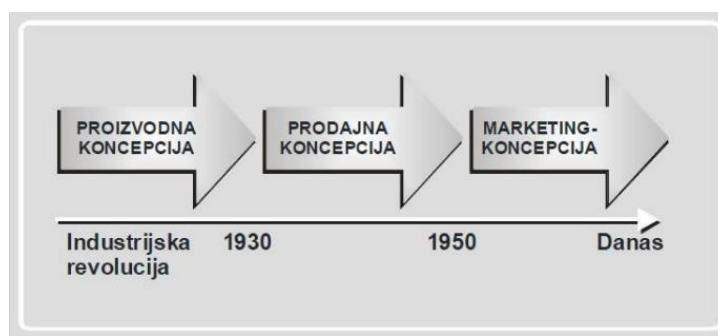 PROIZVODNA
KONCEPCIJA
PRODAJNA
KONCEPCIJA
MARKETING-
KONCEPCIJA
Industrijska
revolucija
1930
1950
Danas